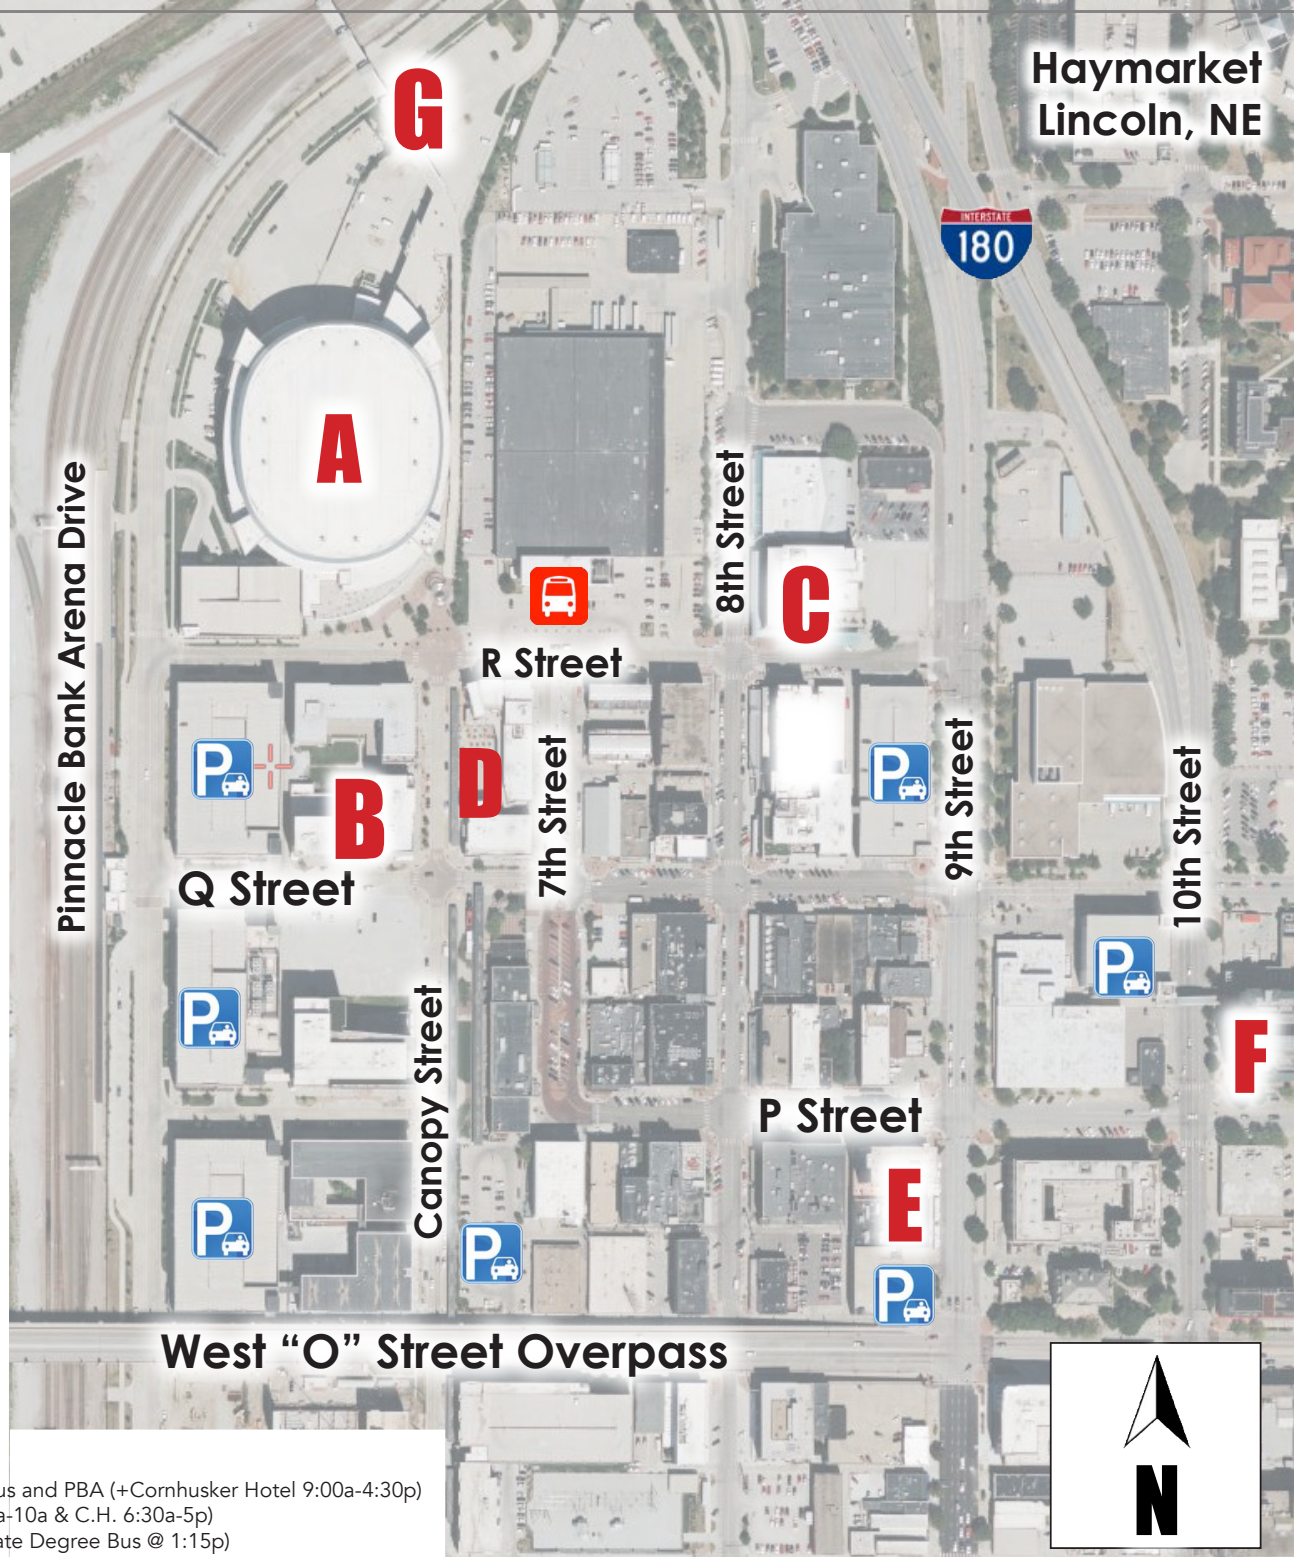 Haymarket
Lincoln, NE
G
INTERSTATE
180
A
Pinnacle Bank Arena Drive
8th Street
C
R Street
P
B
D
7th Street
P
9th Street
10th Street
Q Street
P
P
Canopy Street
F
P Street
E
P
P
P
West “O” Street Overpass
N
and PBA (+Cornhusker Hotel 9:00a-4:30p)
-10a & C.H. 6:30a-5p)
Degree Bus @ 1:15p)